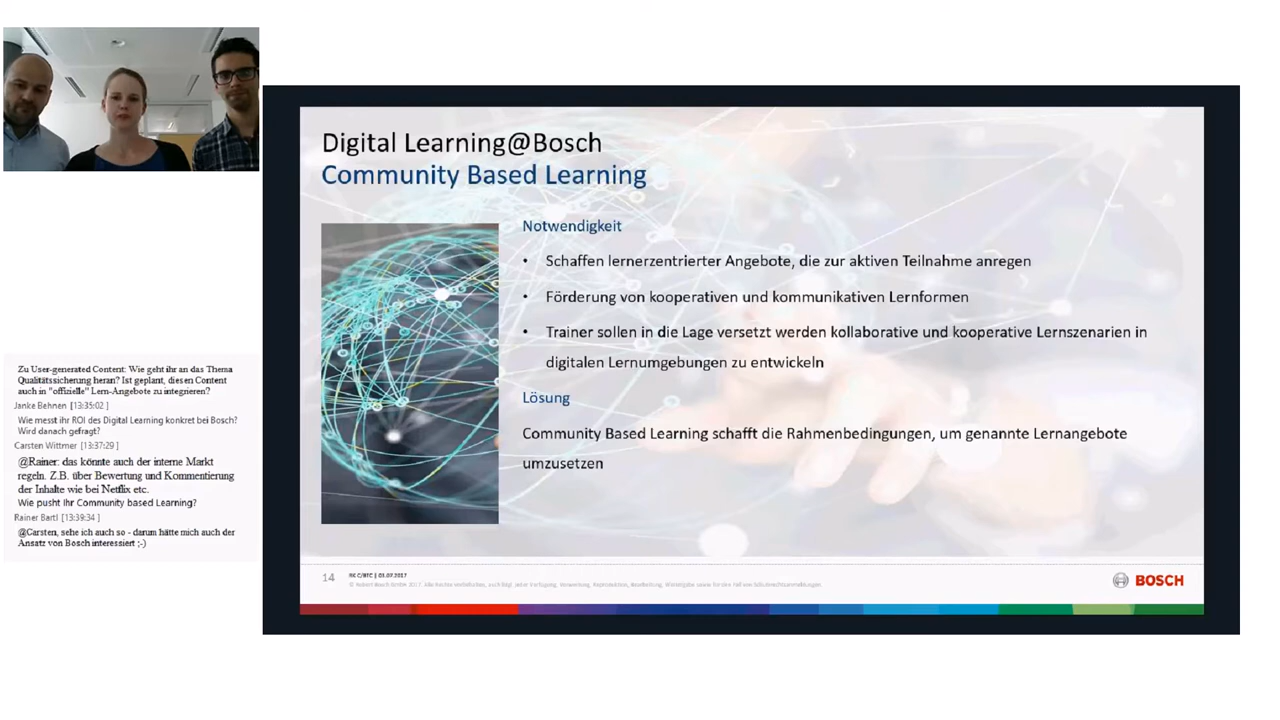 Digital Learning@Bosch
Community Based Learning
Notwendigkeit
• Schaffen lernerzentrierter Angebote, die zur aktiven Teilnahme anregen
• Förderung von kooperativen und kommunikativen Lernformen
• Trainer sollen in die Lage versetzt werden kollaborative und kooperative Lernszenarien in
digitalen Lernumgebungen zu entwickeln
Lösung
Community Based Learning schafft die Rahmenbedingungen, um genannte Lernangebote
umzusetzen
14
03.07.2017
BOSCH
Zu User-generated Content: Wie geht ihr an das Thema
Qualitätssicherung heran? Ist geplant, diesen Content
auch in "offizielle" Lern-Angebote zu integrieren?
Janke Behnen [13:35:02 ]
Wie messt ihr ROI des Digital Learning konkret bei Bosch?
Wird danach gefragt?
Carsten Wittmer [13:37:29 ]
@Rainer: das könnte auch der interne Markt
regeln. Z.B. über Bewertung und Kommentierung
der Inhalte wie bei Netflix etc.
Wie pusht Ihr Community based Learning?
Rainer Bartl [13:39:34 ]
@Carsten, sehe ich auch so - darum hätte mich auch der
Ansatz von Bosch interessiert ;-)